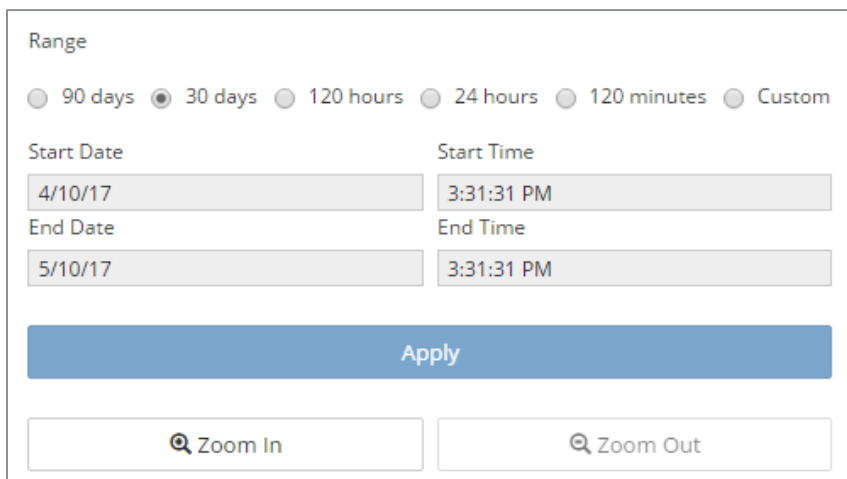 Range
90 days 30 days 120 hours 24 hours 120 minutes Custom
Start Date Start Time
4/10/17 3:31:31 PM
End Date End Time
5/10/17 3:31:31 PM
Apply
Zoom In Zoom Out